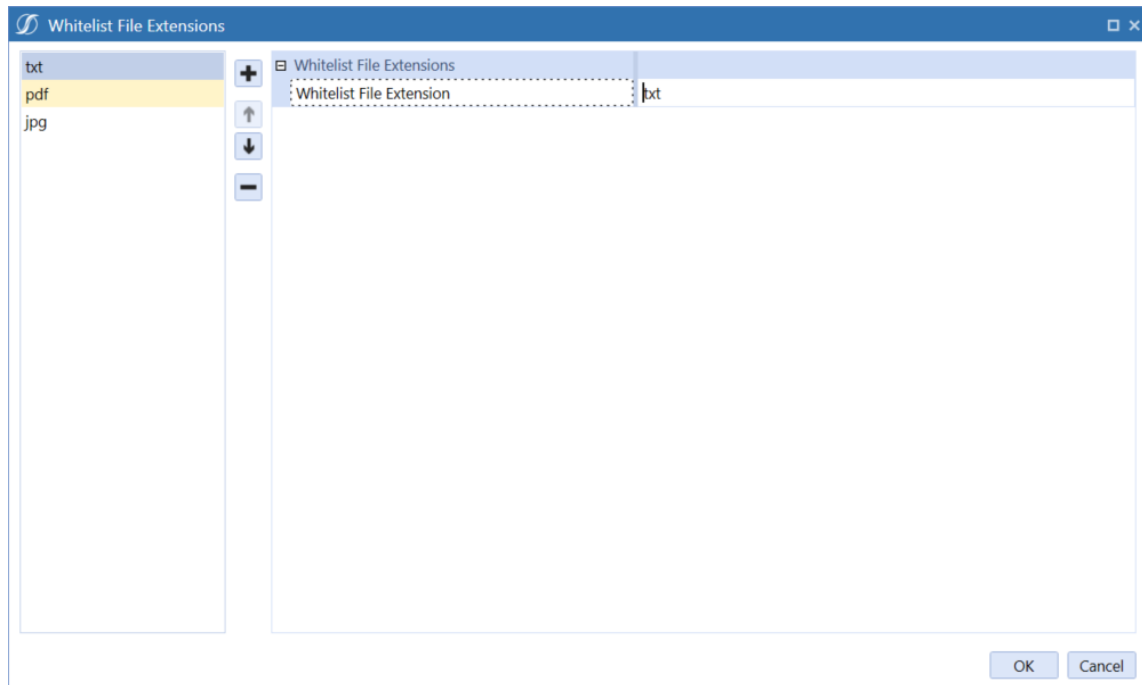 Whitelist File Extensions
txt
pdf
jpg
Whitelist File Extensions
Whitelist File Extension txt
OK Cancel